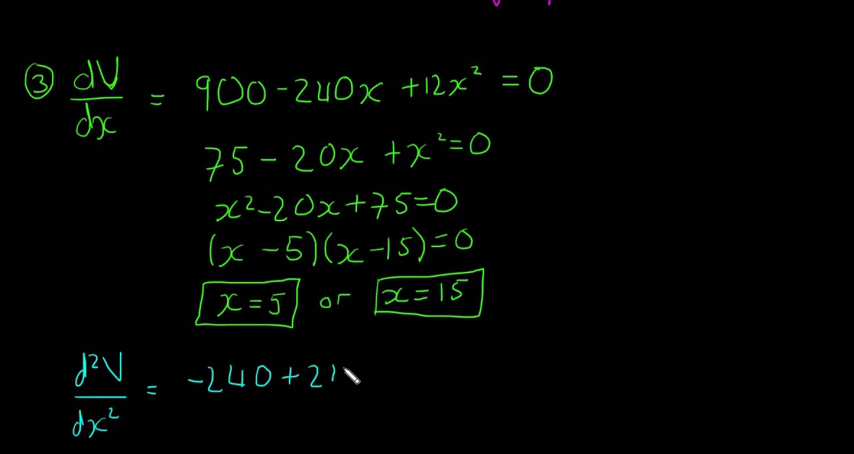 ③ dV/dx = 900 - 240x + 12x² = 0
75 - 20x + x² = 0
x² - 20x + 75 = 0
(x - 5)(x - 15) = 0
x = 5 or x = 15
d²V/dx² = -240 + 2